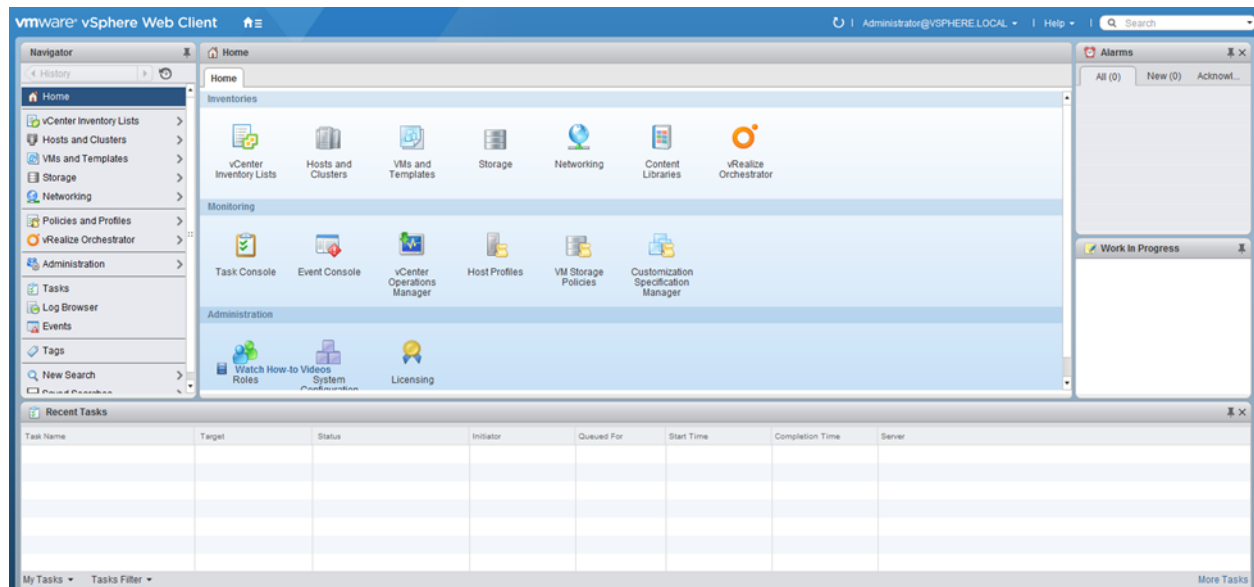 vmware vSphere Web Client
Administrator@VSPHERE.LOCAL
Help
Search
Navigator
History
Home
vCenter Inventory Lists
Hosts and Clusters
VMs and Templates
Storage
Networking
Policies and Profiles
vRealize Orchestrator
Administration
Tasks
Log Browser
Events
Tags
New Search
Saved Searches
Home
Home
Inventories
vCenter
Inventory Lists
Hosts and
Clusters
VMs and
Templates
Storage
Networking
Content
Libraries
vRealize
Orchestrator
Monitoring
Task Console
Event Console
vCenter
Operations
Manager
Host Profiles
VM Storage
Policies
Customization
Specification
Manager
Administration
Watch How-to Videos
Roles
System
Configuration
Licensing
Alarms
All (0)
New (0)
Acknowl...
Work In Progress
Recent Tasks
Task Name
Target
Status
Initiator
Queued For
Start Time
Completion Time
Server
My Tasks
Tasks Filter
More Tasks